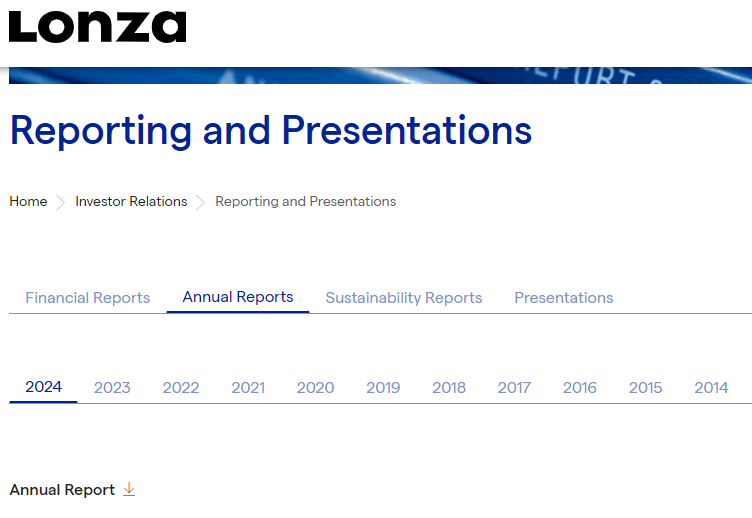 Lonza
REPORT
Reporting and Presentations
Home Investor Relations Reporting and Presentations
Financial Reports Annual Reports Sustainability Reports Presentations
2024 2023 2022 2021 2020 2019 2018 2017 2016 2015 2014
Annual Report